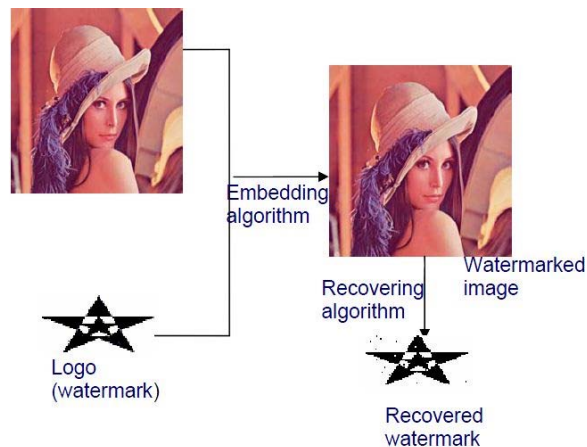 Embedding
algorithm
Watermarked
image
Recovering
algorithm
Logo
(watermark)
Recovered
watermark